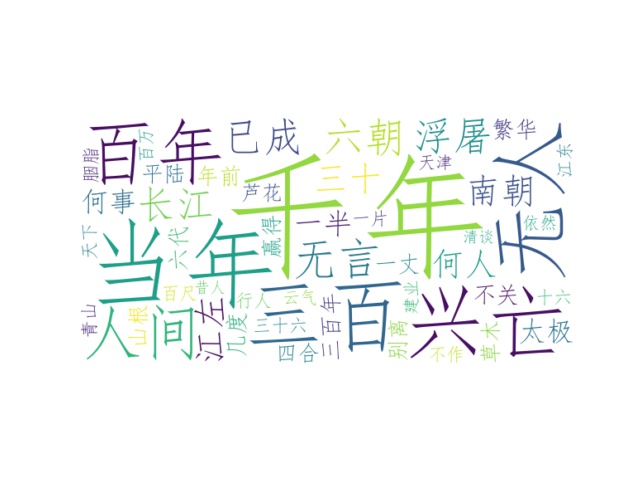 百年
已成
六朝
浮屠
繁华
胭脂
百万
平陆
年前
三十
天津
江东
何事
长江
芦花
千年
南朝
无人
天下
六代
赢得
一半
一片
清谈
依然
当年
无言
一丈
何人
百尺
昔人
行人
云气
三百
建业
不关
十六
青山
山根
人间
江左
几度
三十六
四合
三百年
别离
兴亡
不作
草木
太极